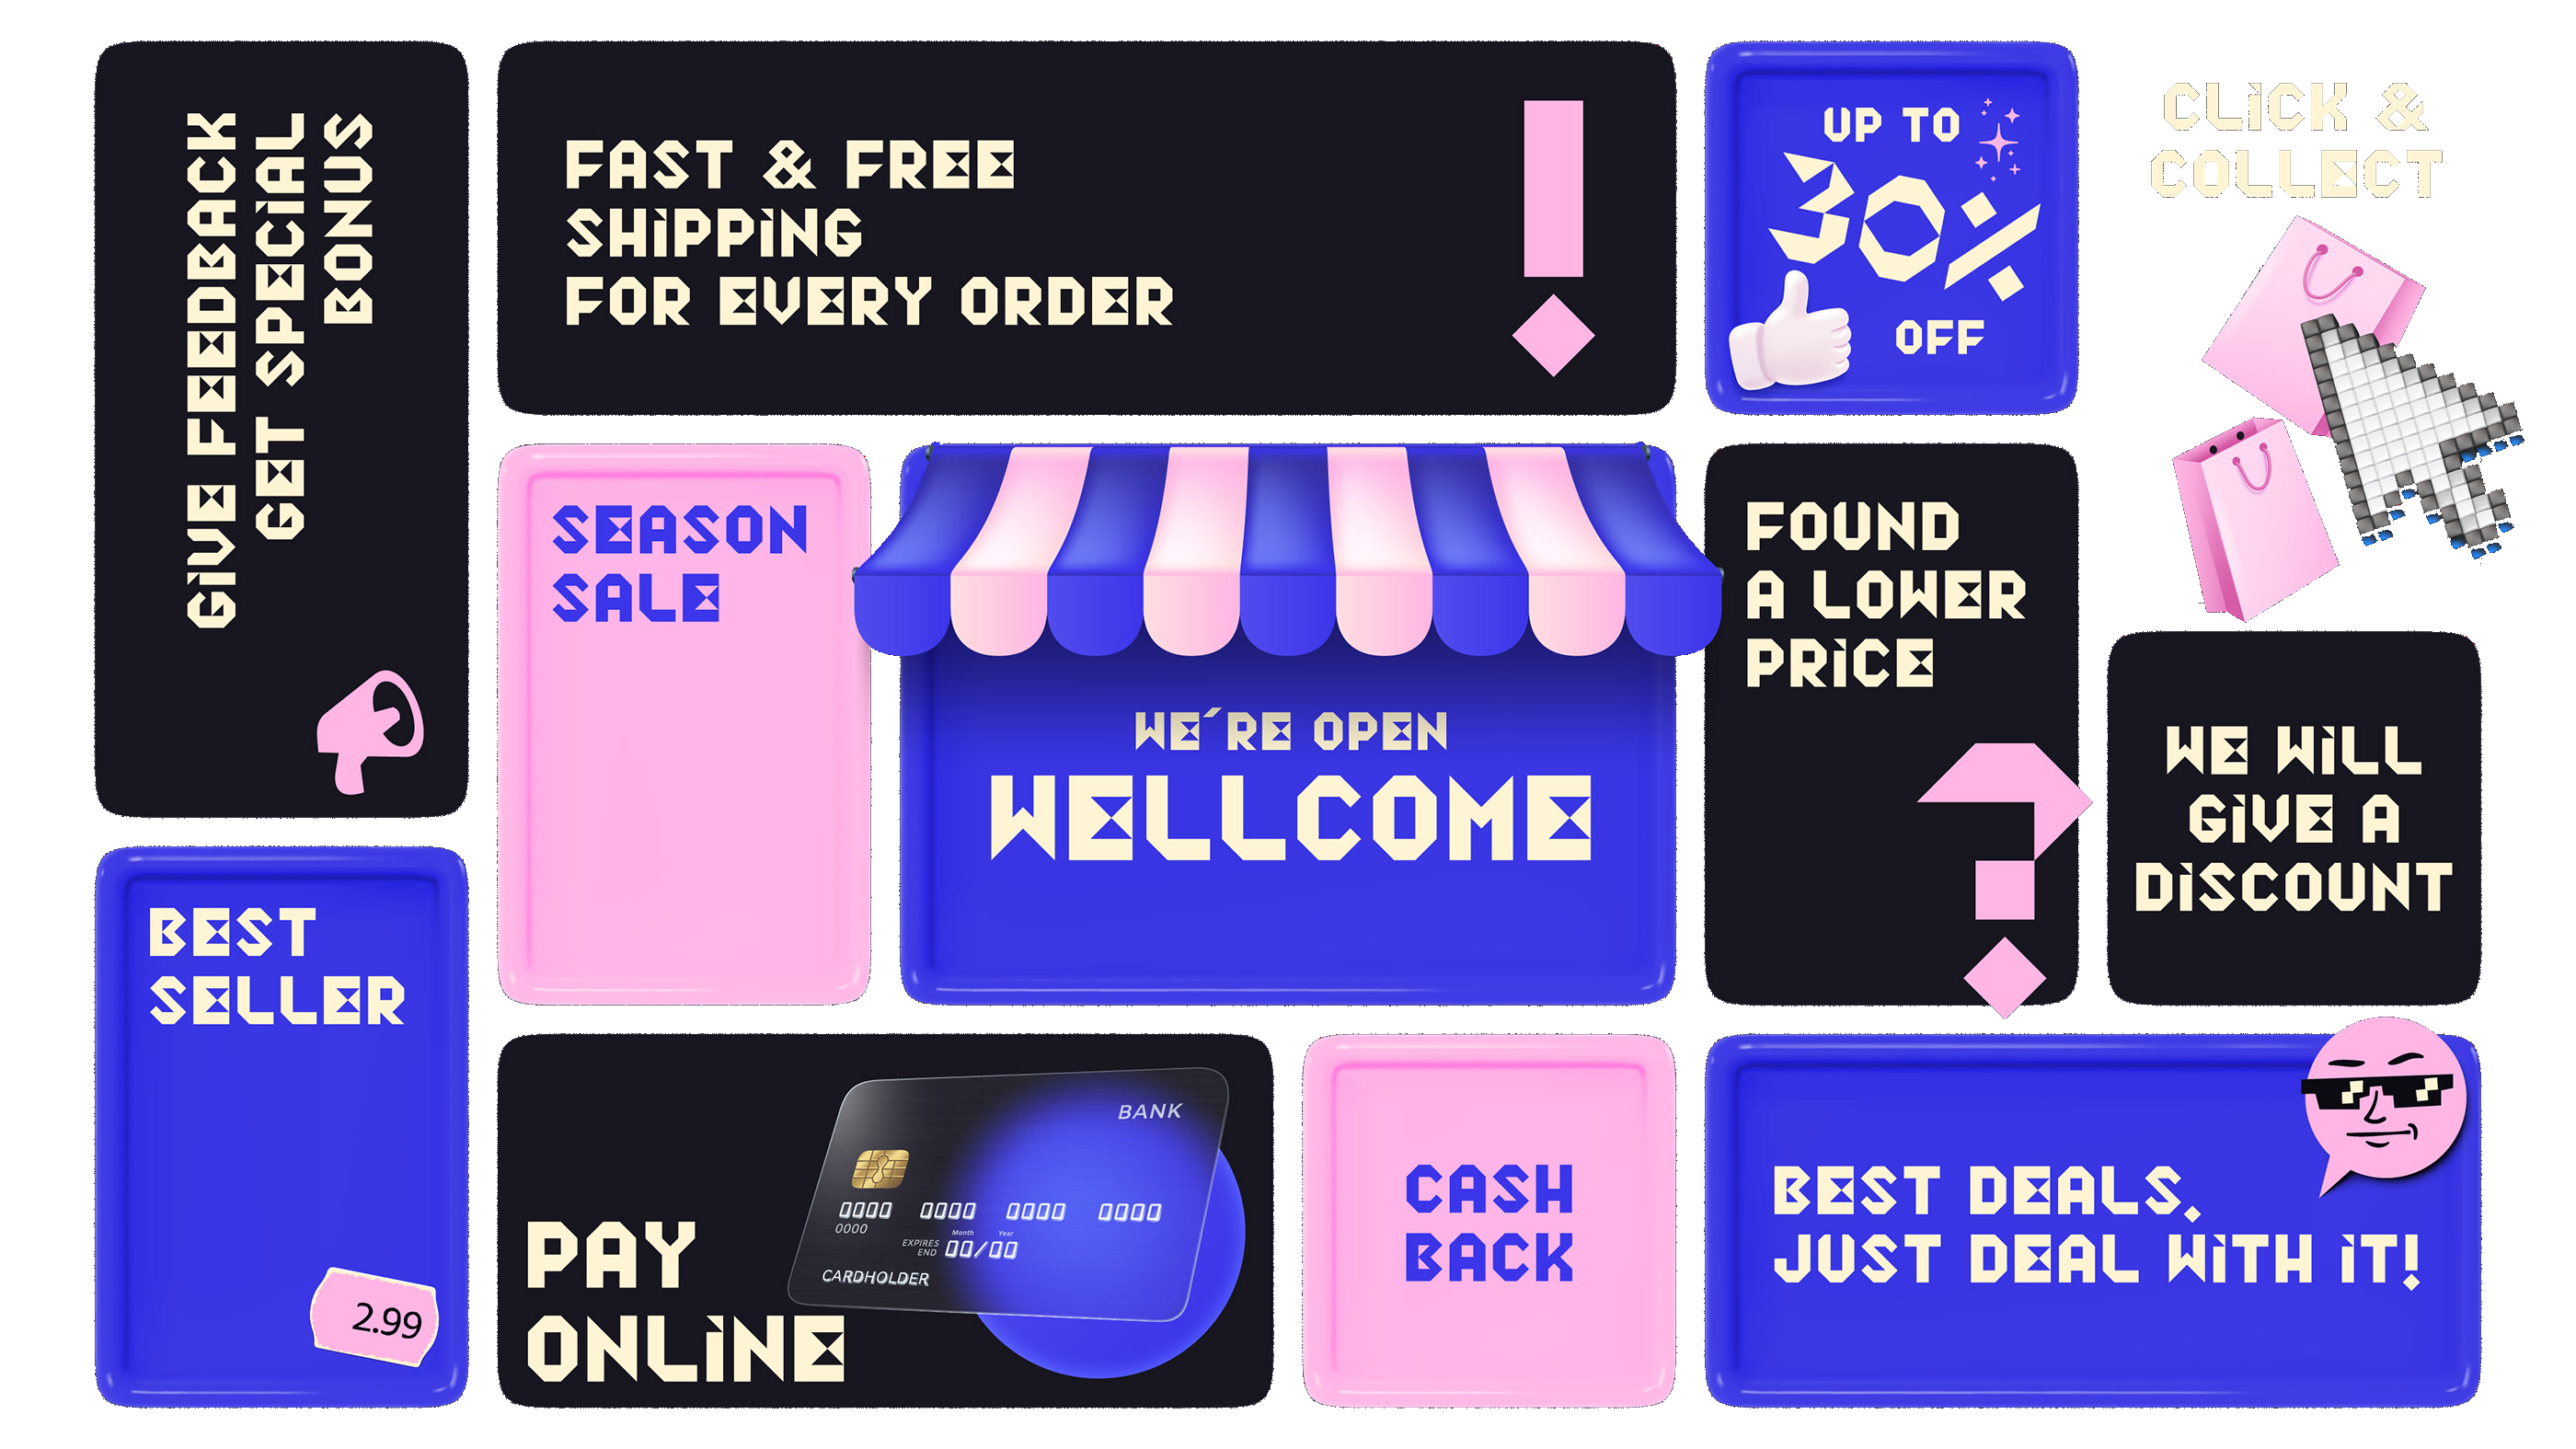 GIVE FEEDBACK
GET SPECIAL
BONUS
FAST & FREE
SHIPPING
FOR EVERY ORDER
UP TO
30%
OFF
CLICK &
COLLECT
SEASON
SALE
WE´RE OPEN
WELLCOME
FOUND
A LOWER
PRICE
?
WE WILL
GIVE A
DISCOUNT
BEST
SELLER
2.99
PAY
ONLINE
BANK
0000 0000 0000 0000
0000
Month Year
EXPIRES
END 00/00
CARDHOLDER
CASH
BACK
BEST DEALS,
JUST DEAL WITH IT!